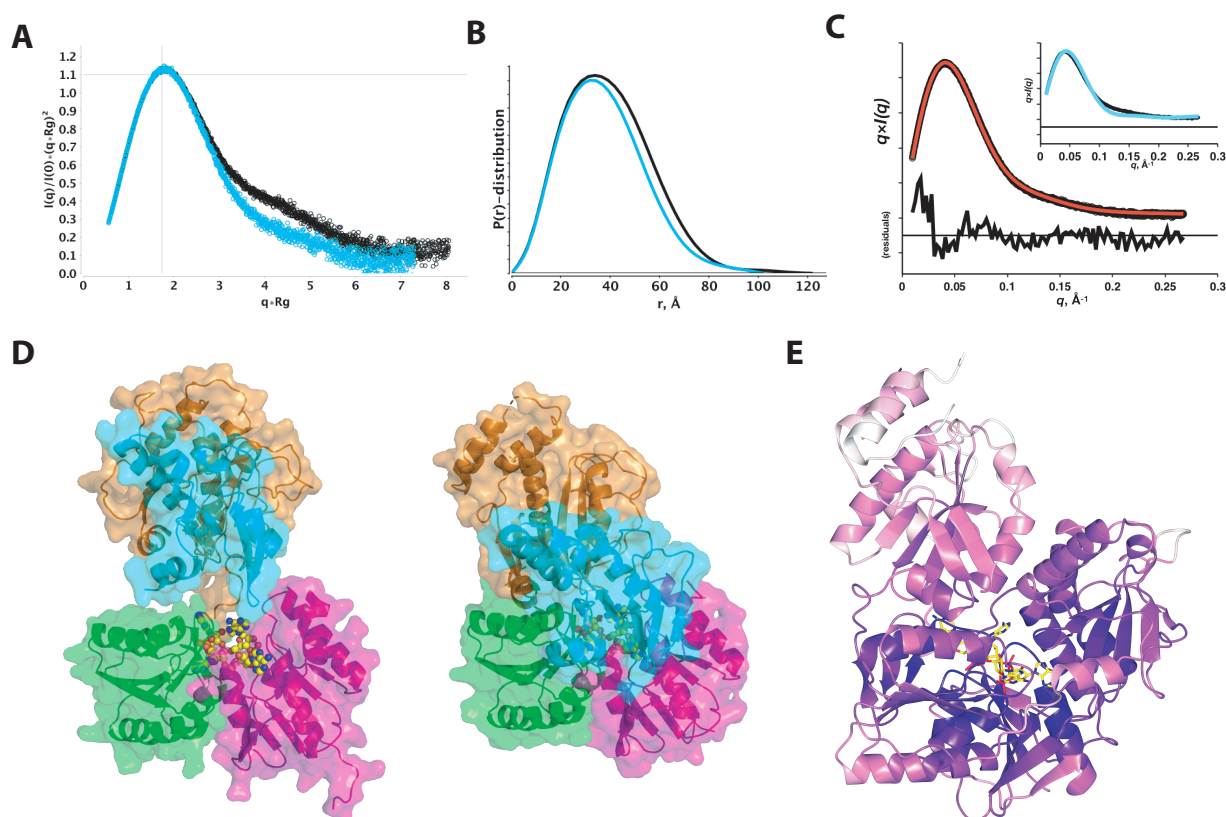 A
I(q)/I(0)*(q*Rg)²
1.2
1.1
1.0
0.9
0.8
0.7
0.6
0.5
0.4
0.3
0.2
0.1
0.0
0 1 2 3 4 5 6 7 8
q*Rg
B
P(r)-distribution
0 20 40 60 80 100 120
r, Å
C
q×I(q)
(residuals)
0 0.05 0.1 0.15 0.2 0.25 0.3
q, Å-1
q×I(q)
0 0.05 0.1 0.15 0.2 0.25 0.3
q, Å-1
D
E